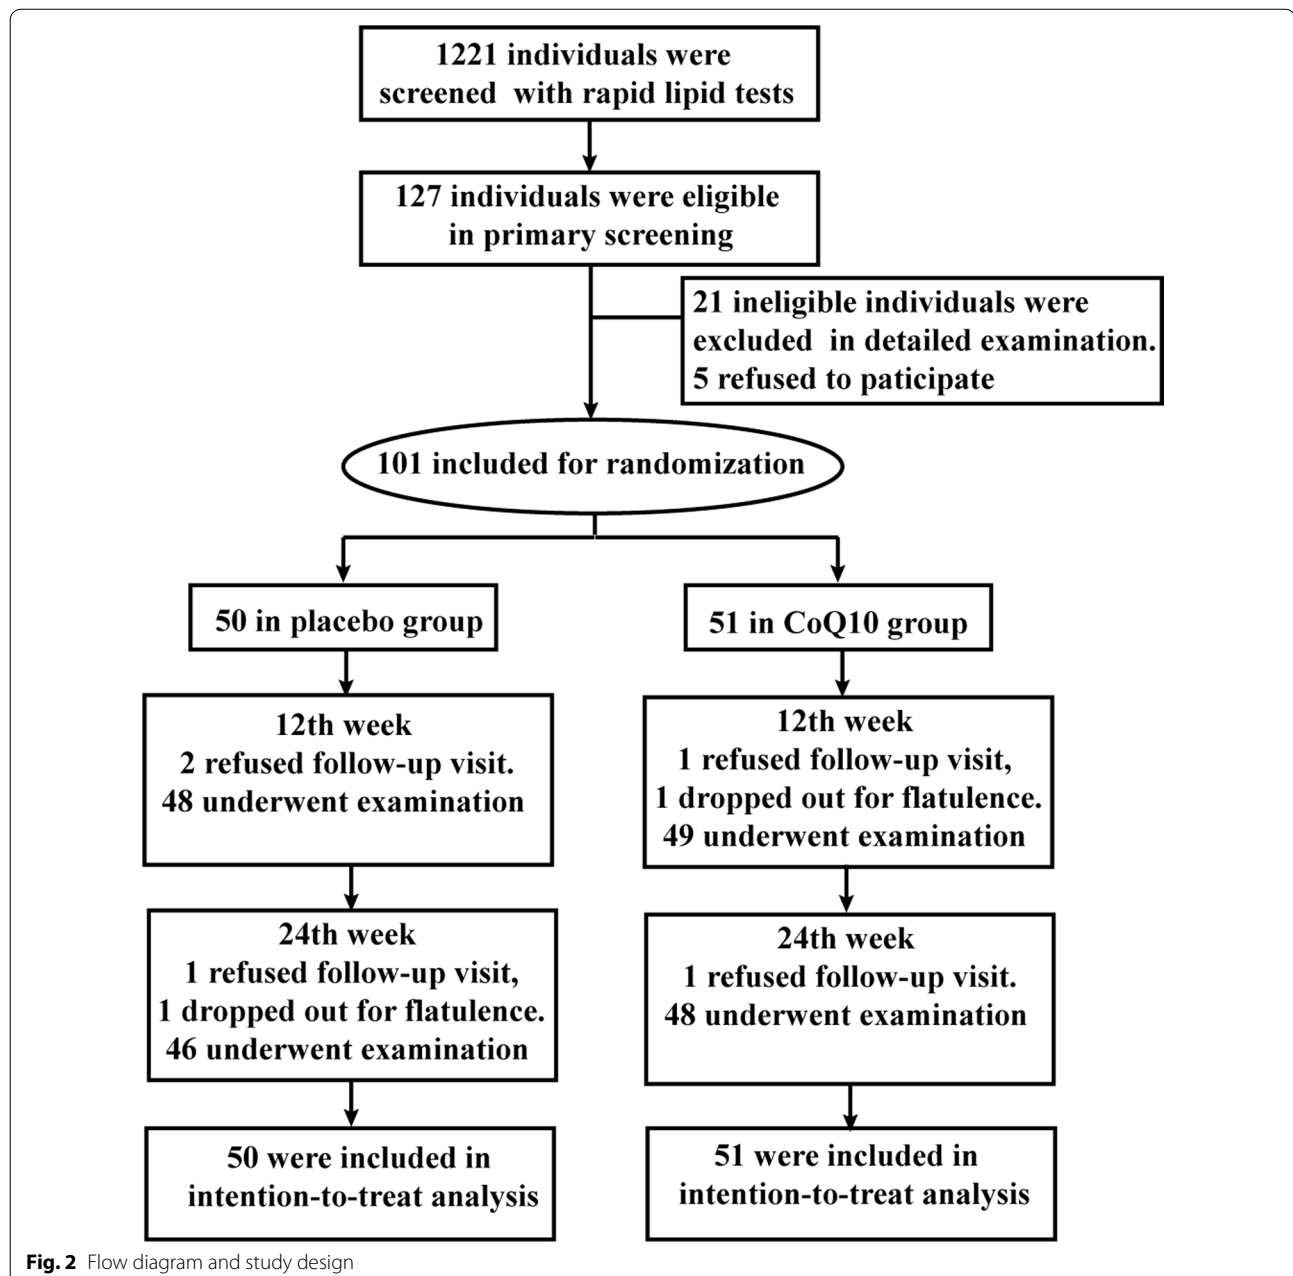 1221 individuals were
screened with rapid lipid tests
127 individuals were eligible
in primary screening
21 ineligible individuals were
excluded in detailed examination.
5 refused to paticipate
101 included for randomization
50 in placebo group
51 in CoQ10 group
12th week
2 refused follow-up visit.
48 underwent examination
12th week
1 refused follow-up visit,
1 dropped out for flatulence.
49 underwent examination
24th week
1 refused follow-up visit,
1 dropped out for flatulence.
46 underwent examination
24th week
1 refused follow-up visit.
48 underwent examination
50 were included in
intention-to-treat analysis
51 were included in
intention-to-treat analysis
Fig. 2 Flow diagram and study design